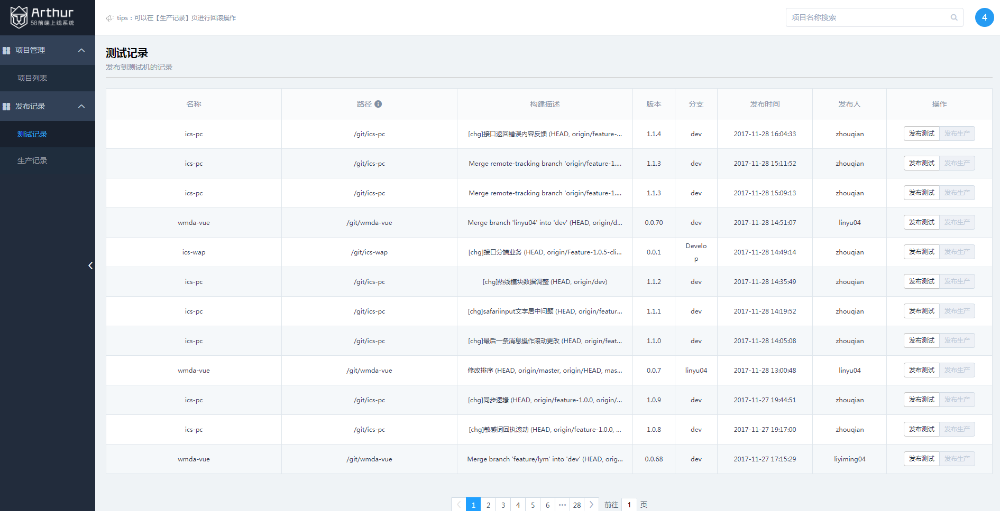 Arthur
58前端上线系统
tips：可以在【生产记录】页进行回滚操作
项目名称搜索
4
项目管理
项目列表
发布记录
测试记录
生产记录
测试记录
发布到测试机的记录
名称 路径 构建描述 版本 分支 发布时间 发布人 操作
ics-pc /git/ics-pc [chg]接口返回错误内容反馈 (HEAD, origin/feature-... 1.1.4 dev 2017-11-28 16:04:33 zhouqian 发布测试 发布生产
ics-pc /git/ics-pc Merge remote-tracking branch 'origin/feature-1.... 1.1.3 dev 2017-11-28 15:11:52 zhouqian 发布测试 发布生产
ics-pc /git/ics-pc Merge remote-tracking branch 'origin/feature-1.... 1.1.3 dev 2017-11-28 15:09:13 zhouqian 发布测试 发布生产
wmda-vue /git/wmda-vue Merge branch 'linyu04' into 'dev' (HEAD, origin/d... 0.0.70 dev 2017-11-28 14:51:07 linyu04 发布测试 发布生产
ics-wap /git/ics-wap [chg]接口分端业务 (HEAD, origin/Feature-1.0.5-cli... 0.0.1 Develop 2017-11-28 14:49:14 zhouqian 发布测试 发布生产
ics-pc /git/ics-pc [chg]热线模块数据调整 (HEAD, origin/dev) 1.1.2 dev 2017-11-28 14:35:49 zhouqian 发布测试 发布生产
ics-pc /git/ics-pc [chg]safariinput文字居中问题 (HEAD, origin/featur... 1.1.1 dev 2017-11-28 14:19:52 zhouqian 发布测试 发布生产
ics-pc /git/ics-pc [chg]最后一条消息操作滚动更改 (HEAD, origin/feat... 1.1.0 dev 2017-11-28 14:05:08 zhouqian 发布测试 发布生产
wmda-vue /git/wmda-vue 修改排序 (HEAD, origin/master, origin/HEAD, mas... 0.0.7 linyu04 2017-11-28 13:00:48 linyu04 发布测试 发布生产
ics-pc /git/ics-pc [chg]同步逻辑 (HEAD, origin/feature-1.0.0, origin/... 1.0.9 dev 2017-11-27 19:44:51 zhouqian 发布测试 发布生产
ics-pc /git/ics-pc [chg]敏感词回执滚动 (HEAD, origin/feature-1.0.0, ... 1.0.8 dev 2017-11-27 19:17:00 zhouqian 发布测试 发布生产
wmda-vue /git/wmda-vue Merge branch 'feature/lym' into 'dev' (HEAD, orig... 0.0.68 dev 2017-11-27 17:15:29 liyiming04 发布测试 发布生产
1 2 3 4 5 6 ··· 28 前往 1 页